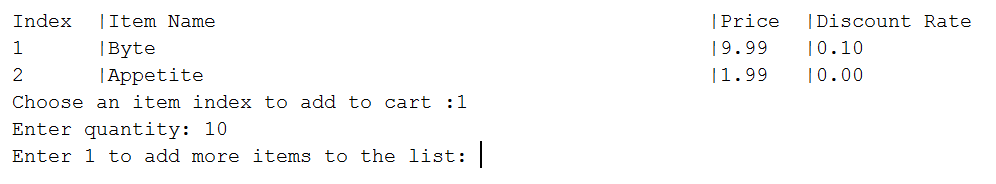 Index  |Item Name                                         |Price  |Discount Rate
1      |Byte                                              |9.99   |0.10
2      |Appetite                                          |1.99   |0.00
Choose an item index to add to cart :1
Enter quantity: 10
Enter 1 to add more items to the list: